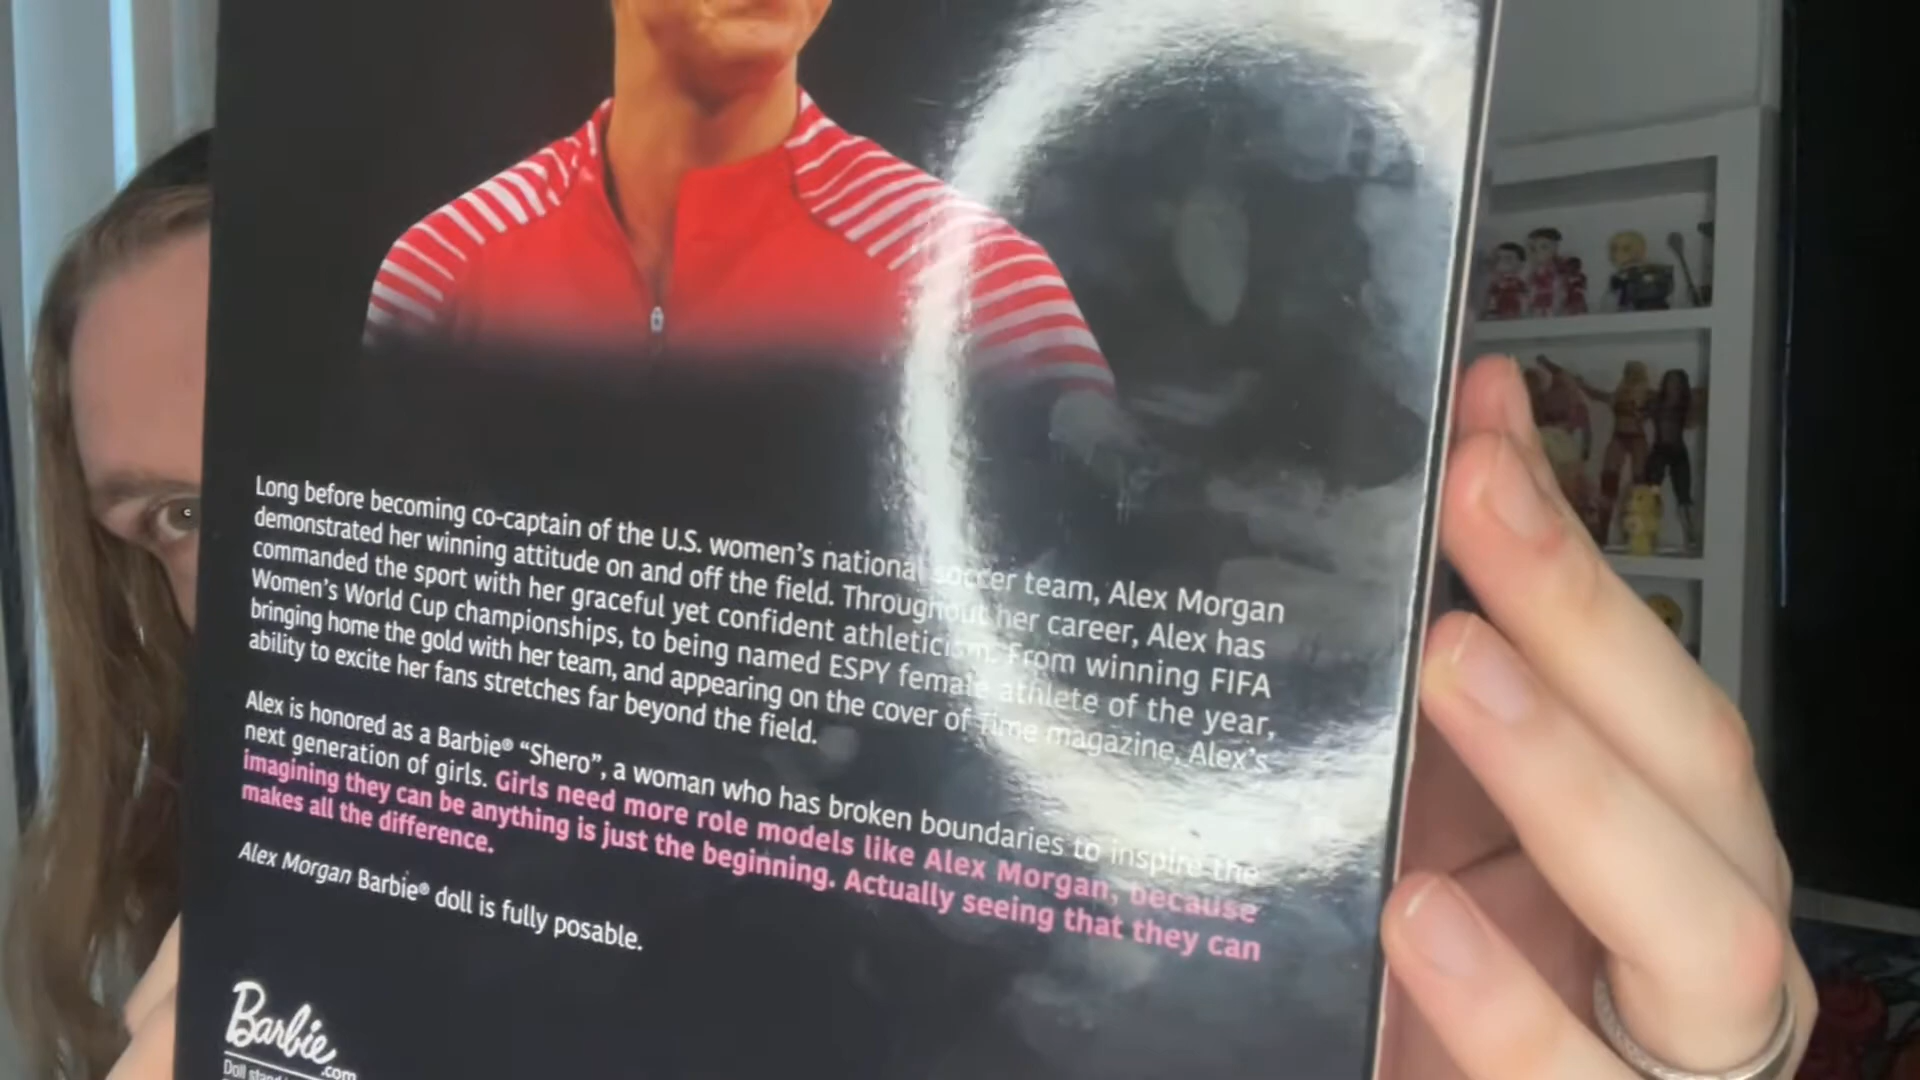 Long before becoming co-captain of the U.S. women's national soccer team, Alex Morgan
demonstrated her winning attitude on and off the field. Throughout her career, Alex has
commanded the sport with her graceful yet confident athleticism. From winning FIFA
Women's World Cup championships, to being named ESPY female athlete of the year,
bringing home the gold with her team, and appearing on the cover of Time magazine, Alex's
ability to excite her fans stretches far beyond the field.
Alex is honored as a Barbie® “Shero”, a woman who has broken boundaries to inspire the
next generation of girls. Girls need more role models like Alex Morgan, because
imagining they can be anything is just the beginning. Actually seeing that they can
makes all the difference.
Alex Morgan Barbie® doll is fully posable.
Barbie
.com
Doll stand